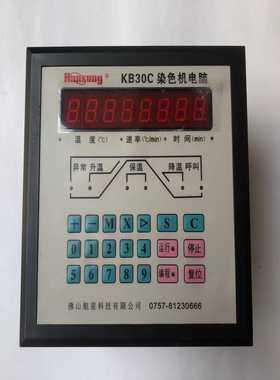 Hanjsung® KB30C 染色机电脑
8.8.8.8.8.8.8.8.
温度(℃) * 速率(℃/min) * 时间(min)
异常 升温 保温 降温 呼叫
+ − M X ▷ S C
0 1 2 3 4 运行* 停止
5 6 7 8 9 编程* 复位
佛山航星科技有限公司 0757-81230666